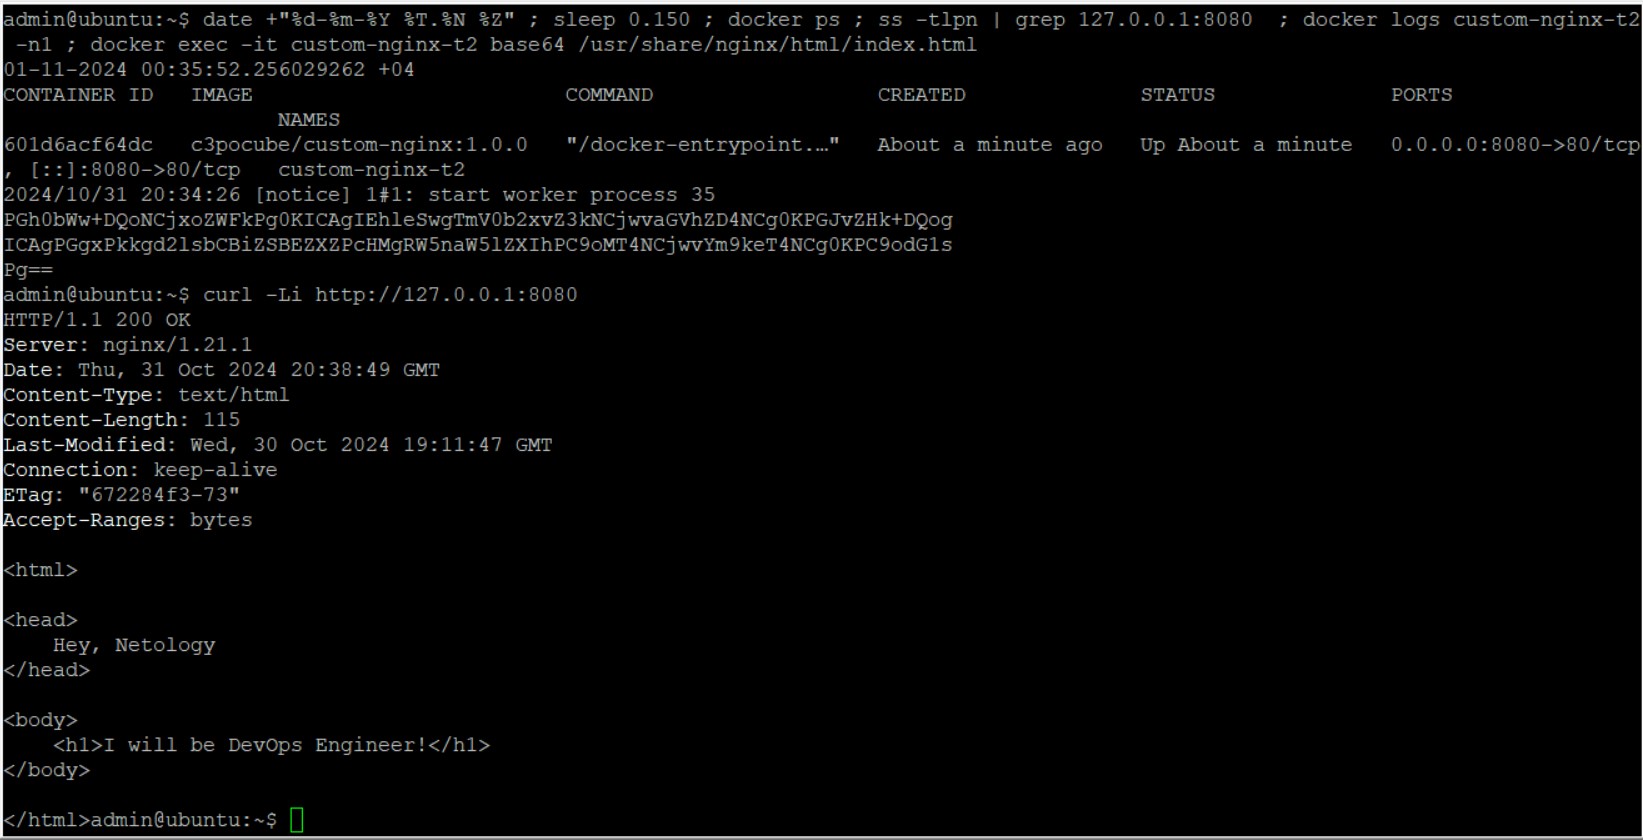 admin@ubuntu:~$ date +"%d-%m-%Y %T.%N %Z" ; sleep 0.150 ; docker ps ; ss -tlpn | grep 127.0.0.1:8080  ; docker logs custom-nginx-t2
 -n1 ; docker exec -it custom-nginx-t2 base64 /usr/share/nginx/html/index.html
01-11-2024 00:35:52.256029262 +04
CONTAINER ID   IMAGE                         COMMAND                  CREATED              STATUS              PORTS
                      NAMES
601d6acf64dc   c3pocube/custom-nginx:1.0.0   "/docker-entrypoint.…"   About a minute ago   Up About a minute   0.0.0.0:8080->80/tcp
, [::]:8080->80/tcp   custom-nginx-t2
2024/10/31 20:34:26 [notice] 1#1: start worker process 35
PGh0bWw+DQoNCjxoZWFkPg0KICAgIEhleSwgTmV0b2xvZ3kNCjwvaGVhZD4NCg0KPGJvZHk+DQog
ICAgPGgxPkkgd2lsbCBiZSBEZXZPcHMgRW5naW5lZXIhPC9oMT4NCjwvYm9keT4NCg0KPC9odG1s
Pg==
admin@ubuntu:~$ curl -Li http://127.0.0.1:8080
HTTP/1.1 200 OK
Server: nginx/1.21.1
Date: Thu, 31 Oct 2024 20:38:49 GMT
Content-Type: text/html
Content-Length: 115
Last-Modified: Wed, 30 Oct 2024 19:11:47 GMT
Connection: keep-alive
ETag: "672284f3-73"
Accept-Ranges: bytes

<html>

<head>
    Hey, Netology
</head>

<body>
    <h1>I will be DevOps Engineer!</h1>
</body>

</html>admin@ubuntu:~$